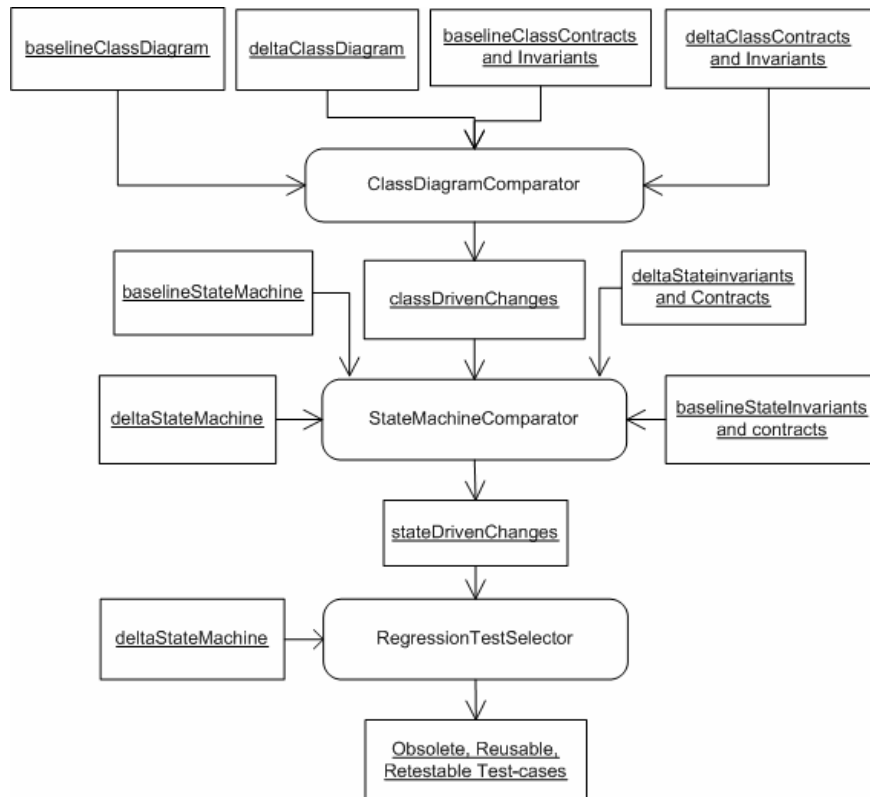 baselineClassDiagram
deltaClassDiagram
baselineClassContracts
and Invariants
deltaClassContracts
and Invariants
ClassDiagramComparator
baselineStateMachine
classDrivenChanges
deltaStateinvariants
and Contracts
deltaStateMachine
StateMachineComparator
baselineStateInvariants
and contracts
stateDrivenChanges
deltaStateMachine
RegressionTestSelector
Obsolete, Reusable,
Retestable Test-cases